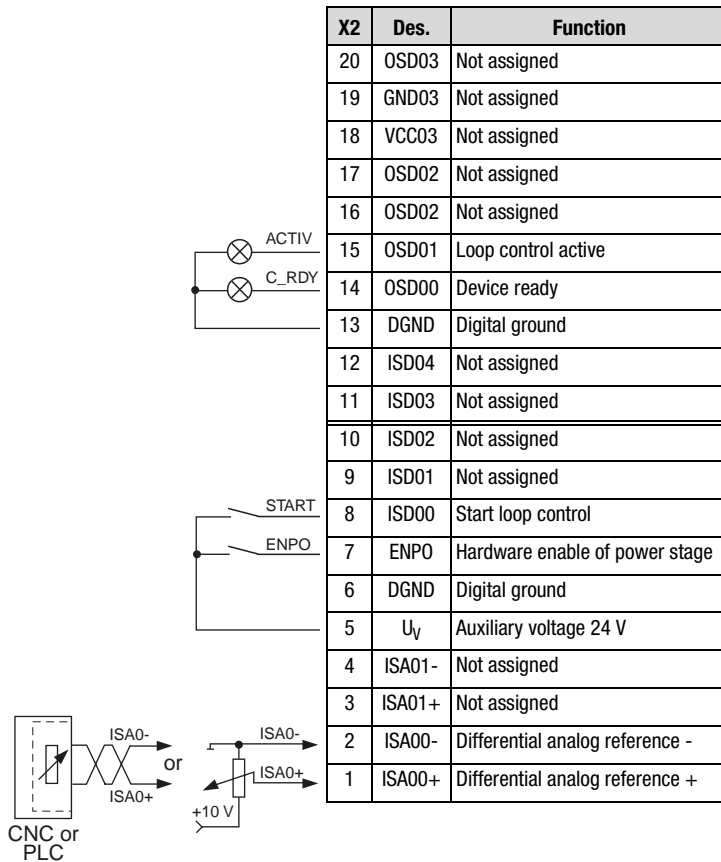 X2 Des. Function
20 OSD03 Not assigned
19 GND03 Not assigned
18 VCC03 Not assigned
17 OSD02 Not assigned
16 OSD02 Not assigned
ACTIV
15 OSD01 Loop control active
C_RDY
14 OSD00 Device ready
13 DGND Digital ground
12 ISD04 Not assigned
11 ISD03 Not assigned
10 ISD02 Not assigned
9 ISD01 Not assigned
START
8 ISD00 Start loop control
ENPO
7 ENPO Hardware enable of power stage
6 DGND Digital ground
5 UV Auxiliary voltage 24 V
4 ISA01- Not assigned
3 ISA01+ Not assigned
ISA0- ISA0-
2 ISA00- Differential analog reference -
or
ISA0+ ISA0+
1 ISA00+ Differential analog reference +
+10 V
CNC or
PLC